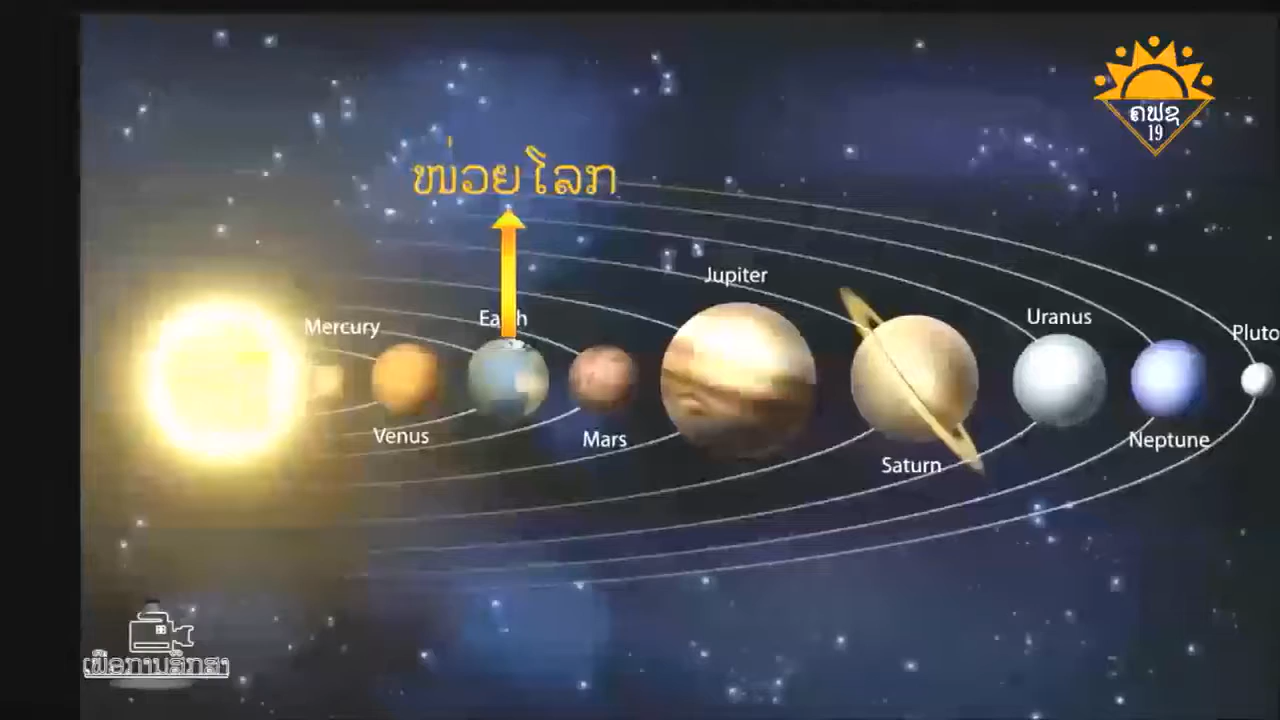 ຄຟຊ
19
ໜ່ວຍໂລກ
Jupiter
Mercury
Earth
Uranus
Pluto
Venus
Mars
Saturn
Neptune
ເພື່ອການສຶກສາ